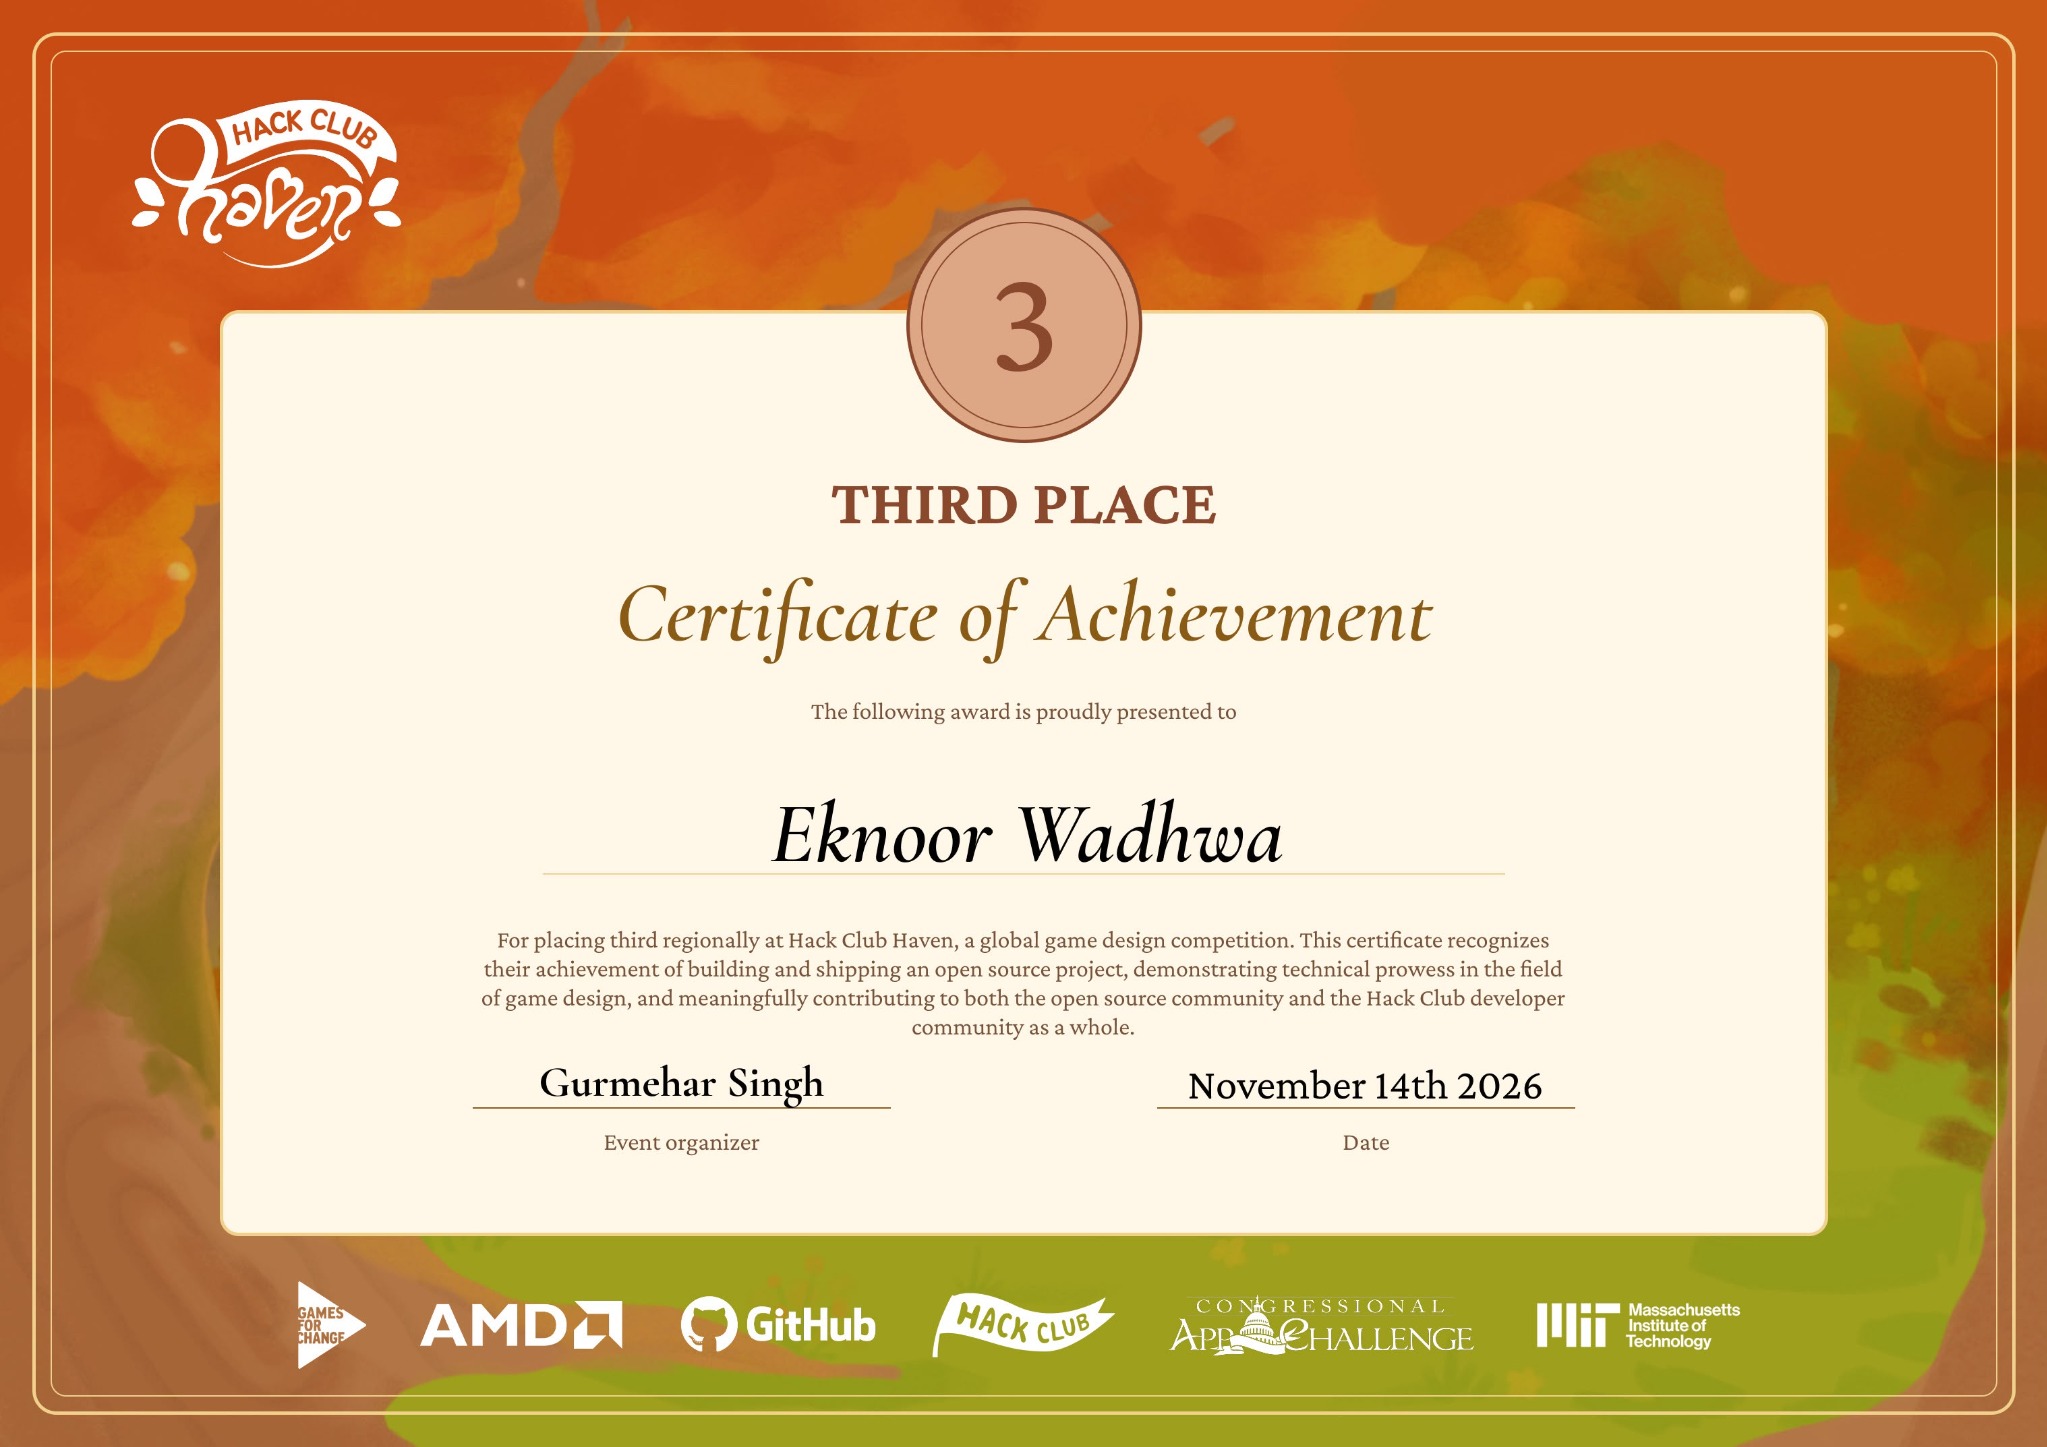 HACK CLUB
haven
3
THIRD PLACE
Certificate of Achievement
The following award is proudly presented to
Eknoor Wadhwa
For placing third regionally at Hack Club Haven, a global game design competition. This certificate recognizes
their achievement of building and shipping an open source project, demonstrating technical prowess in the field
of game design, and meaningfully contributing to both the open source community and the Hack Club developer
community as a whole.
Gurmehar Singh
Event organizer
November 14th 2026
Date
GAMES
FOR
CHANGE
AMD
GitHub
HACK CLUB
CONGRESSIONAL
APP CHALLENGE
MIT
Massachusetts
Institute of
Technology